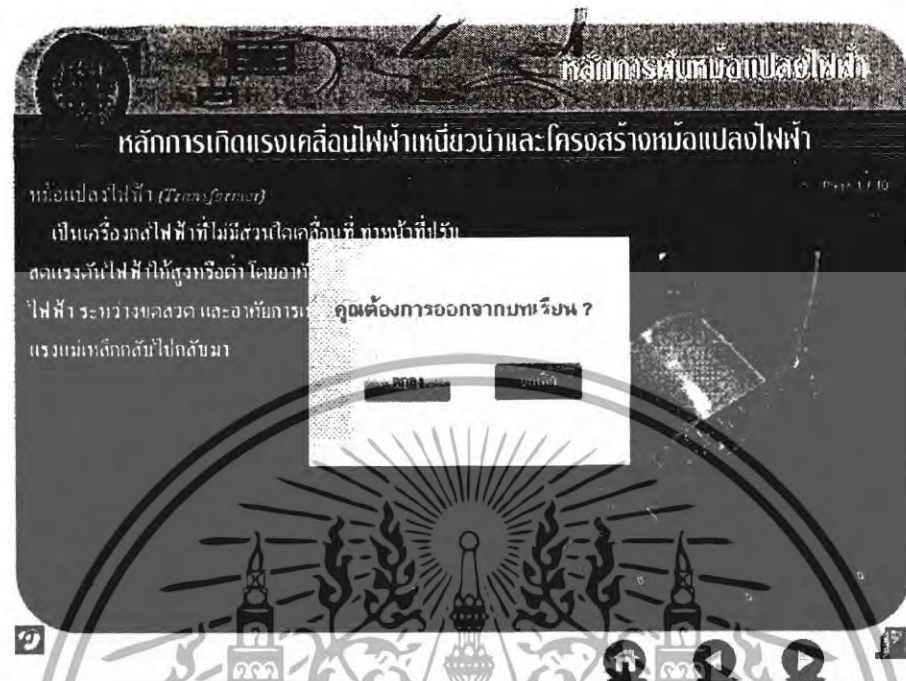 หลักการพันหม้อแปลงไฟฟ้า
หลักการเกิดแรงเคลื่อนไฟฟ้าเหนี่ยวนำและโครงสร้างหม้อแปลงไฟฟ้า
หม้อแปลงไฟฟ้า (Transformer)
Page 1/10
เป็นเครื่องกลไฟฟ้าที่ไม่มีส่วนใดเคลื่อนที่ ทำหน้าที่ปรับ
ลดแรงดันไฟฟ้าให้สูงหรือต่ำ โดยอาศั
ไฟฟ้า ระหว่างขดลวด และอาศัยการเ
แรงแม่เหล็กกลับไปกลับมา
คุณต้องการออกจากบทเรียน ?
ตกลง
ยกเลิก